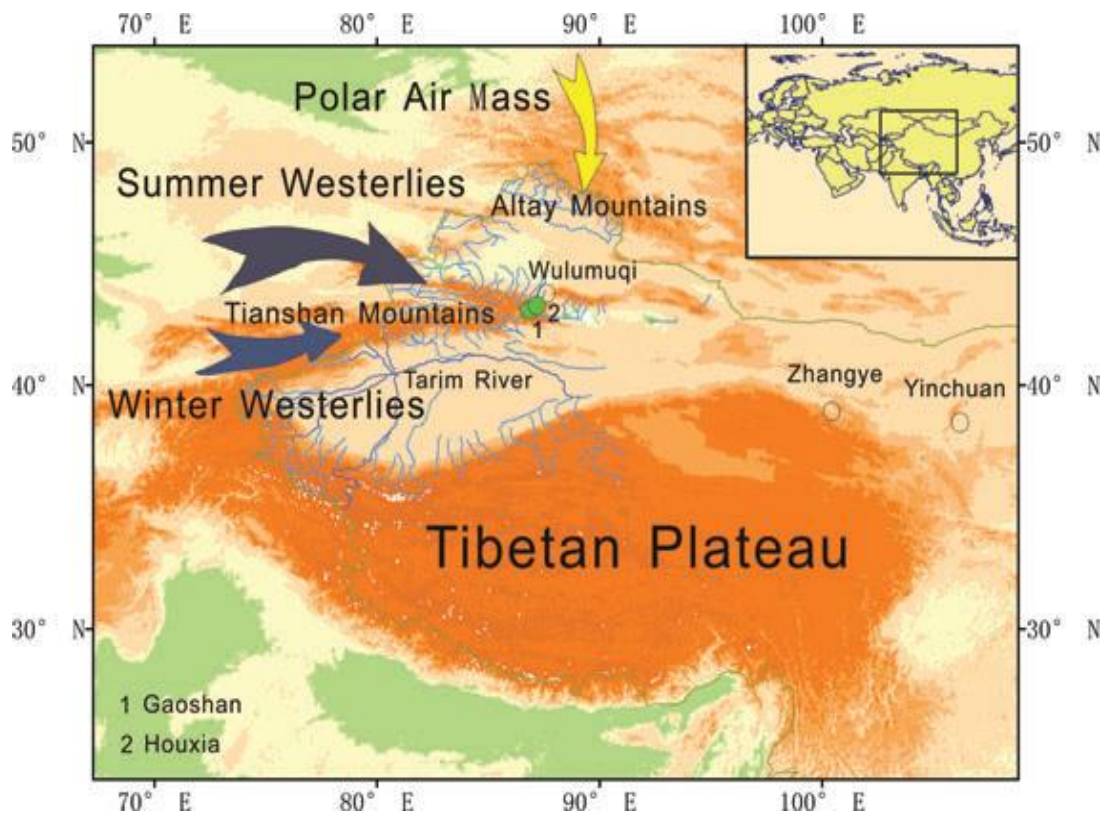 70° E 80° E 90° E 100° E
Polar Air Mass
50° N
50° N
Summer Westerlies
Altay Mountains
Wulumuqi
Tianshan Mountains
1
2
40° N
Tarim River
Zhangye
Yinchuan
40° N
Winter Westerlies
Tibetan Plateau
30° N
30° N
1 Gaoshan
2 Houxia
70° E 80° E 90° E 100° E